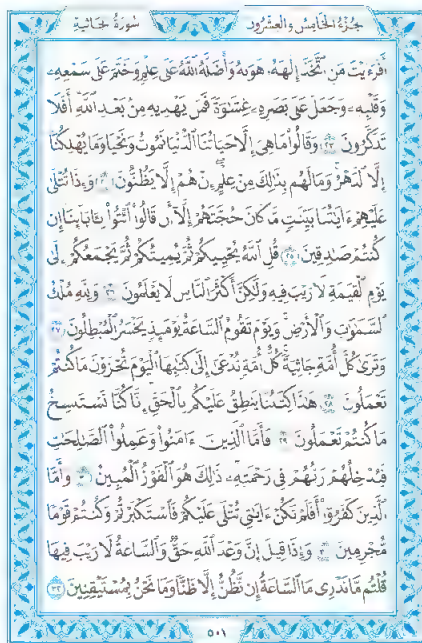 سورة الجاثية الجزء الخامس والعشرون
أَفَرَءَيْتَ مَنِ ٱتَّخَذَ إِلَٰهَهُۥ هَوَىٰهُ وَأَضَلَّهُ ٱللَّهُ عَلَىٰ عِلْمٍ وَخَتَمَ عَلَىٰ سَمْعِهِۦ
وَقَلْبِهِۦ وَجَعَلَ عَلَىٰ بَصَرِهِۦ غِشَٰوَةً فَمَن يَهْدِيهِ مِنۢ بَعْدِ ٱللَّهِ أَفَلَا
تَذَكَّرُونَ ٢٣ وَقَالُوا۟ مَا هِىَ إِلَّا حَيَاتُنَا ٱلدُّنْيَا نَمُوتُ وَنَحْيَا وَمَا يُهْلِكُنَآ
إِلَّا ٱلدَّهْرُ وَمَا لَهُم بِذَٰلِكَ مِنْ عِلْمٍ إِنْ هُمْ إِلَّا يَظُنُّونَ ٢٤ وَإِذَا تُتْلَىٰ
عَلَيْهِمْ ءَايَٰتُنَا بَيِّنَٰتٍ مَّا كَانَ حُجَّتَهُمْ إِلَّآ أَن قَالُوا۟ ٱئْتُوا۟ بِـَٔابَآئِنَآ إِن
كُنتُمْ صَٰدِقِينَ ٢٥ قُلِ ٱللَّهُ يُحْيِيكُمْ ثُمَّ يُمِيتُكُمْ ثُمَّ يَجْمَعُكُمْ إِلَىٰ
يَوْمِ ٱلْقِيَٰمَةِ لَا رَيْبَ فِيهِ وَلَٰكِنَّ أَكْثَرَ ٱلنَّاسِ لَا يَعْلَمُونَ ٢٦ وَلِلَّهِ مُلْكُ
ٱلسَّمَٰوَٰتِ وَٱلْأَرْضِ وَيَوْمَ تَقُومُ ٱلسَّاعَةُ يَوْمَئِذٍ يَخْسَرُ ٱلْمُبْطِلُونَ ٢٧
وَتَرَىٰ كُلَّ أُمَّةٍ جَاثِيَةً كُلُّ أُمَّةٍ تُدْعَىٰٓ إِلَىٰ كِتَٰبِهَا ٱلْيَوْمَ تُجْزَوْنَ مَا كُنتُمْ
تَعْمَلُونَ ٢٨ هَٰذَا كِتَٰبُنَا يَنطِقُ عَلَيْكُم بِٱلْحَقِّ إِنَّا كُنَّا نَسْتَنسِخُ
مَا كُنتُمْ تَعْمَلُونَ ٢٩ فَأَمَّا ٱلَّذِينَ ءَامَنُوا۟ وَعَمِلُوا۟ ٱلصَّٰلِحَٰتِ
فَيُدْخِلُهُمْ رَبُّهُمْ فِى رَحْمَتِهِۦ ذَٰلِكَ هُوَ ٱلْفَوْزُ ٱلْمُبِينُ ٣٠ وَأَمَّا
ٱلَّذِينَ كَفَرُوٓا۟ أَفَلَمْ تَكُنْ ءَايَٰتِى تُتْلَىٰ عَلَيْكُمْ فَٱسْتَكْبَرْتُمْ وَكُنتُمْ قَوْمًا
مُّجْرِمِينَ ٣١ وَإِذَا قِيلَ إِنَّ وَعْدَ ٱللَّهِ حَقٌّ وَٱلسَّاعَةُ لَا رَيْبَ فِيهَا
قُلْتُم مَّا نَدْرِى مَا ٱلسَّاعَةُ إِن نَّظُنُّ إِلَّا ظَنًّا وَمَا نَحْنُ بِمُسْتَيْقِنِينَ ٣٢
٥٠١